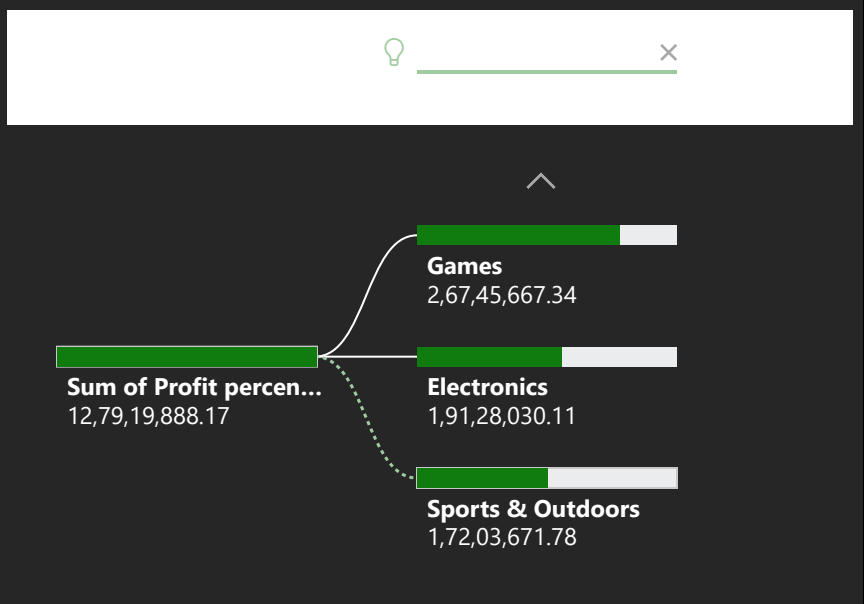 Games
2,67,45,667.34
Sum of Profit percen...
12,79,19,888.17
Electronics
1,91,28,030.11
Sports & Outdoors
1,72,03,671.78